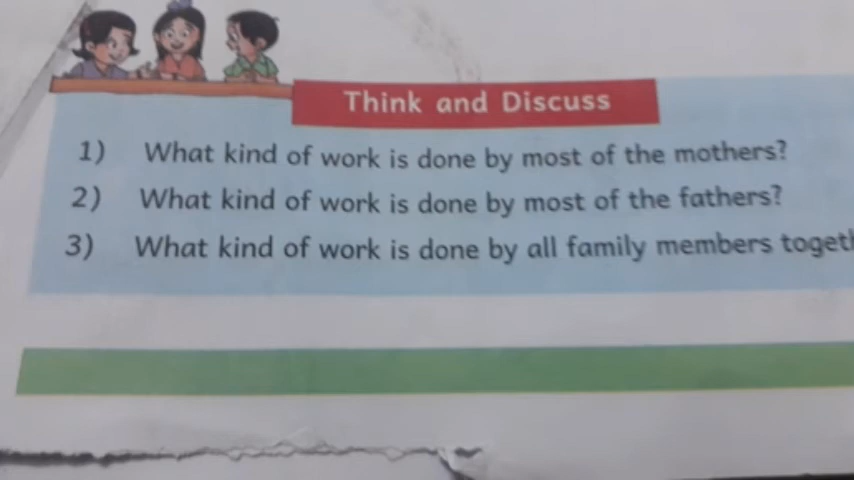 Think and Discuss
1) What kind of work is done by most of the mothers?
2) What kind of work is done by most of the fathers?
3) What kind of work is done by all family members